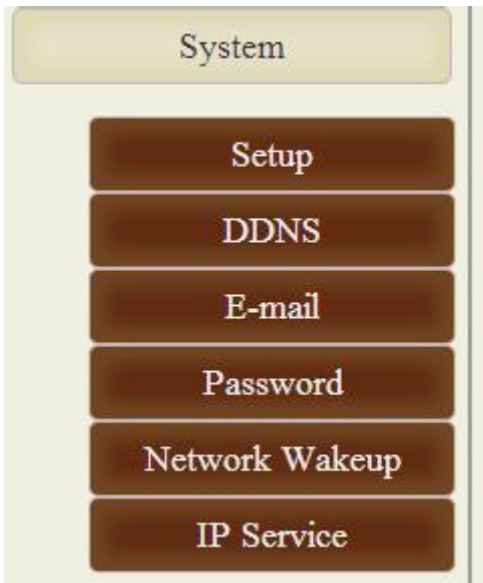 System
Setup
DDNS
E-mail
Password
Network Wakeup
IP Service